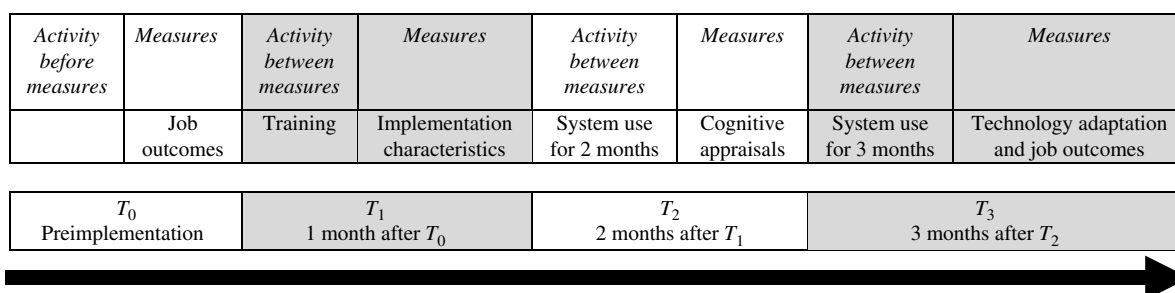 Activity before measures
Measures
Activity between measures
Measures
Activity between measures
Measures
Activity between measures
Measures
Job outcomes
Training
Implementation characteristics
System use for 2 months
Cognitive appraisals
System use for 3 months
Technology adaptation and job outcomes
T0
Preimplementation
T1
1 month after T0
T2
2 months after T1
T3
3 months after T2